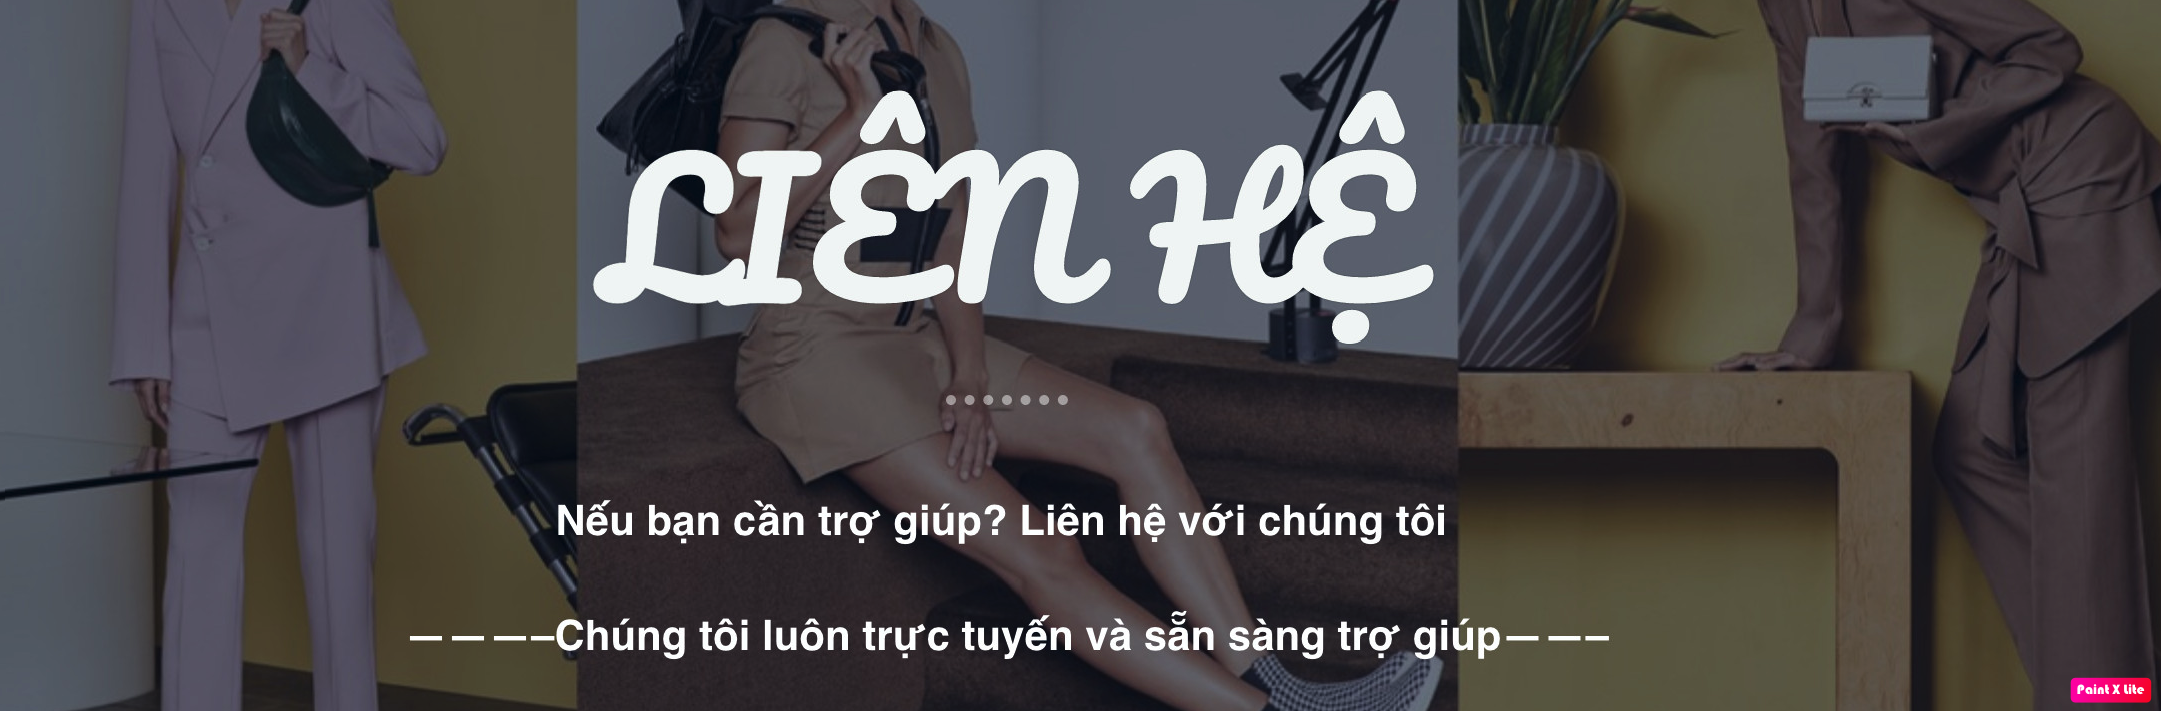 LIÊN HỆ
Nếu bạn cần trợ giúp? Liên hệ với chúng tôi
— — —–Chúng tôi luôn trực tuyến và sẵn sàng trợ giúp— —–
Paint X Lite